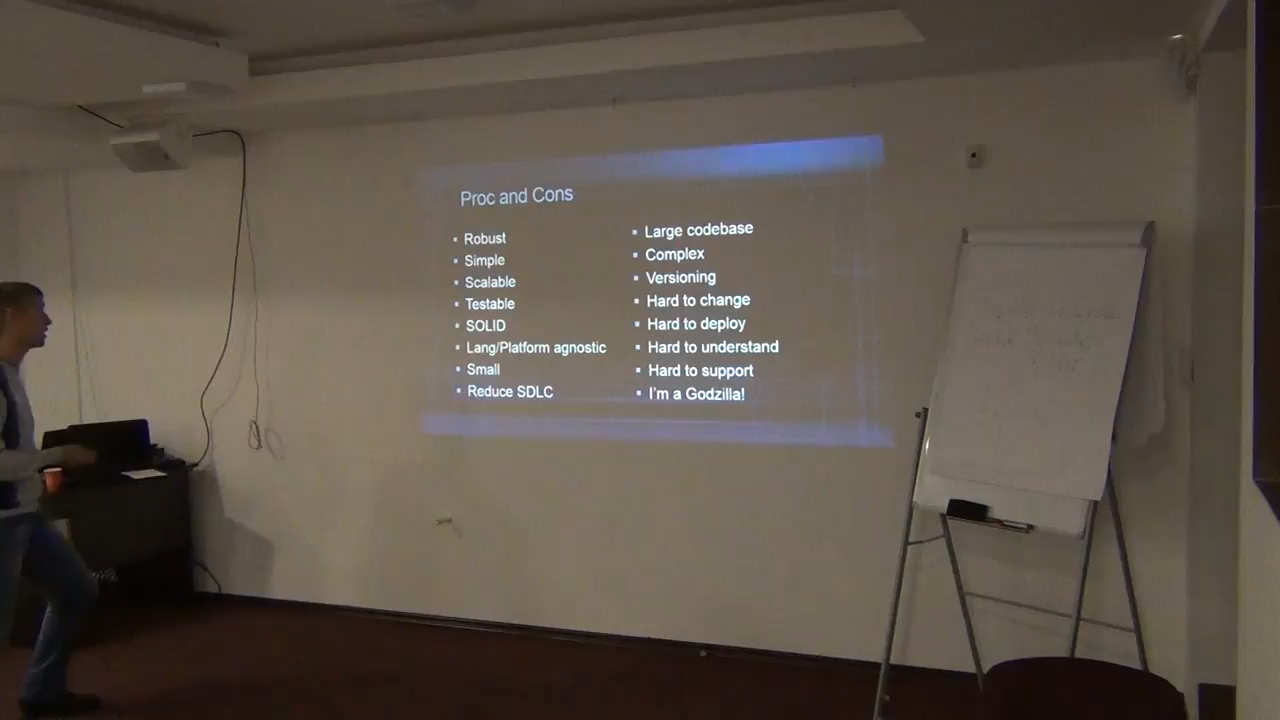 Proc and Cons
▪ Robust
▪ Simple
▪ Scalable
▪ Testable
▪ SOLID
▪ Lang/Platform agnostic
▪ Small
▪ Reduce SDLC
▪ Large codebase
▪ Complex
▪ Versioning
▪ Hard to change
▪ Hard to deploy
▪ Hard to understand
▪ Hard to support
▪ I'm a Godzilla!